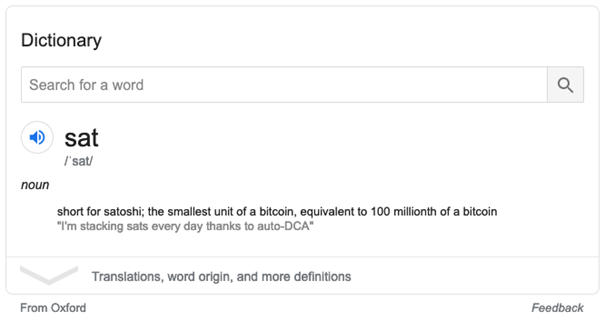 Dictionary
Search for a word
sat
/ˈsat/
noun
short for satoshi; the smallest unit of a bitcoin, equivalent to 100 millionth of a bitcoin
"I'm stacking sats every day thanks to auto-DCA"
Translations, word origin, and more definitions
From Oxford
Feedback